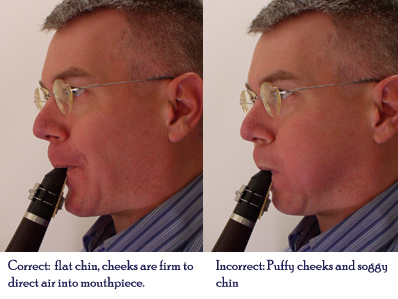 Correct:  flat chin, cheeks are firm to
direct air into mouthpiece.
Incorrect: Puffy cheeks and soggy
chin